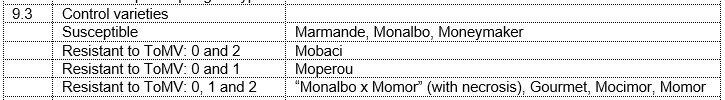 9.3 Control varieties
Susceptible Marmande, Monalbo, Moneymaker
Resistant to ToMV: 0 and 2 Mobaci
Resistant to ToMV: 0 and 1 Moperou
Resistant to ToMV: 0, 1 and 2 “Monalbo x Momor” (with necrosis), Gourmet, Mocimor, Momor